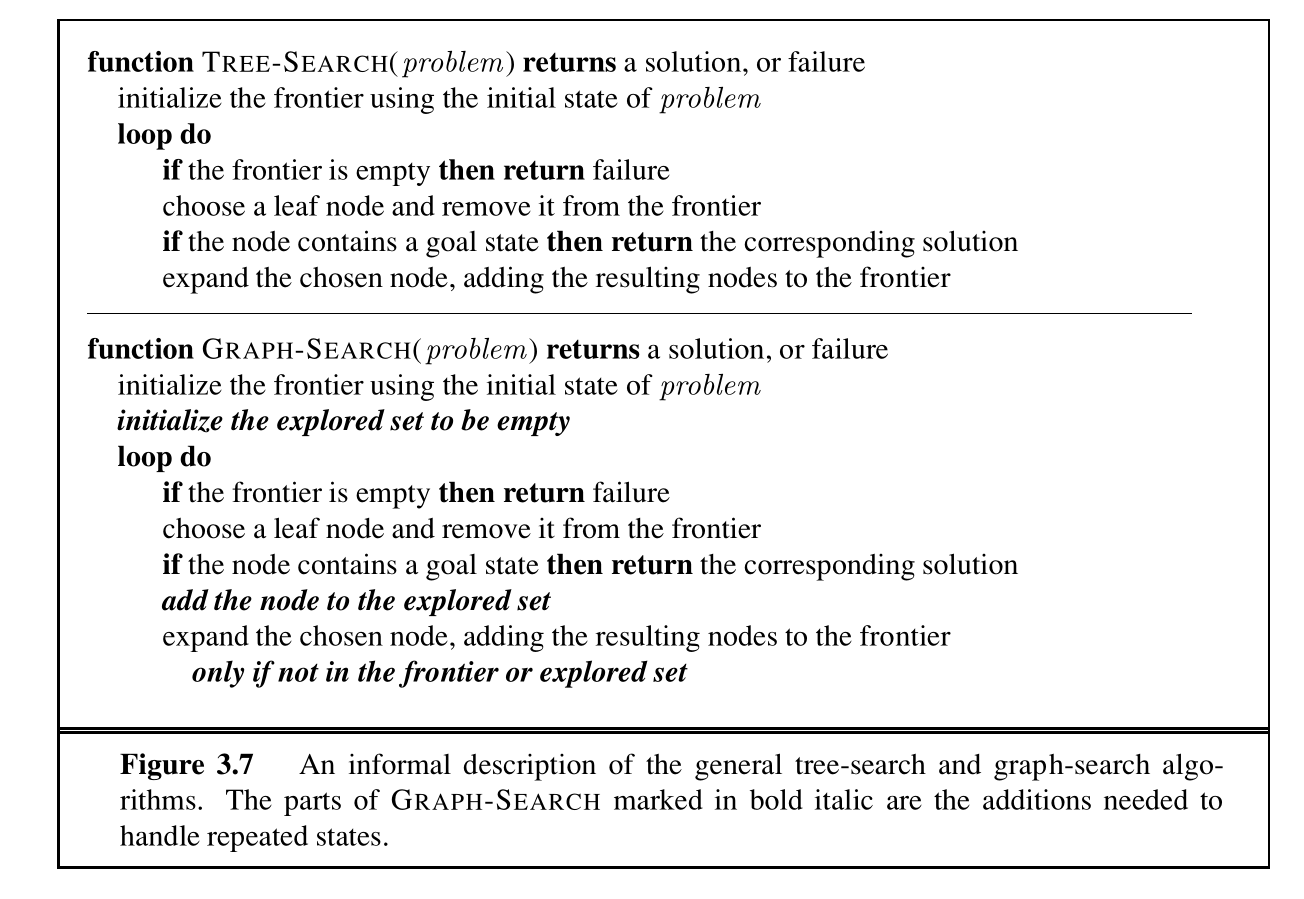 function TREE-SEARCH(problem) returns a solution, or failure
initialize the frontier using the initial state of problem
loop do
if the frontier is empty then return failure
choose a leaf node and remove it from the frontier
if the node contains a goal state then return the corresponding solution
expand the chosen node, adding the resulting nodes to the frontier
function GRAPH-SEARCH(problem) returns a solution, or failure
initialize the frontier using the initial state of problem
initialize the explored set to be empty
loop do
if the frontier is empty then return failure
choose a leaf node and remove it from the frontier
if the node contains a goal state then return the corresponding solution
add the node to the explored set
expand the chosen node, adding the resulting nodes to the frontier
only if not in the frontier or explored set
Figure 3.7 An informal description of the general tree-search and graph-search algo-
rithms. The parts of GRAPH-SEARCH marked in bold italic are the additions needed to
handle repeated states.